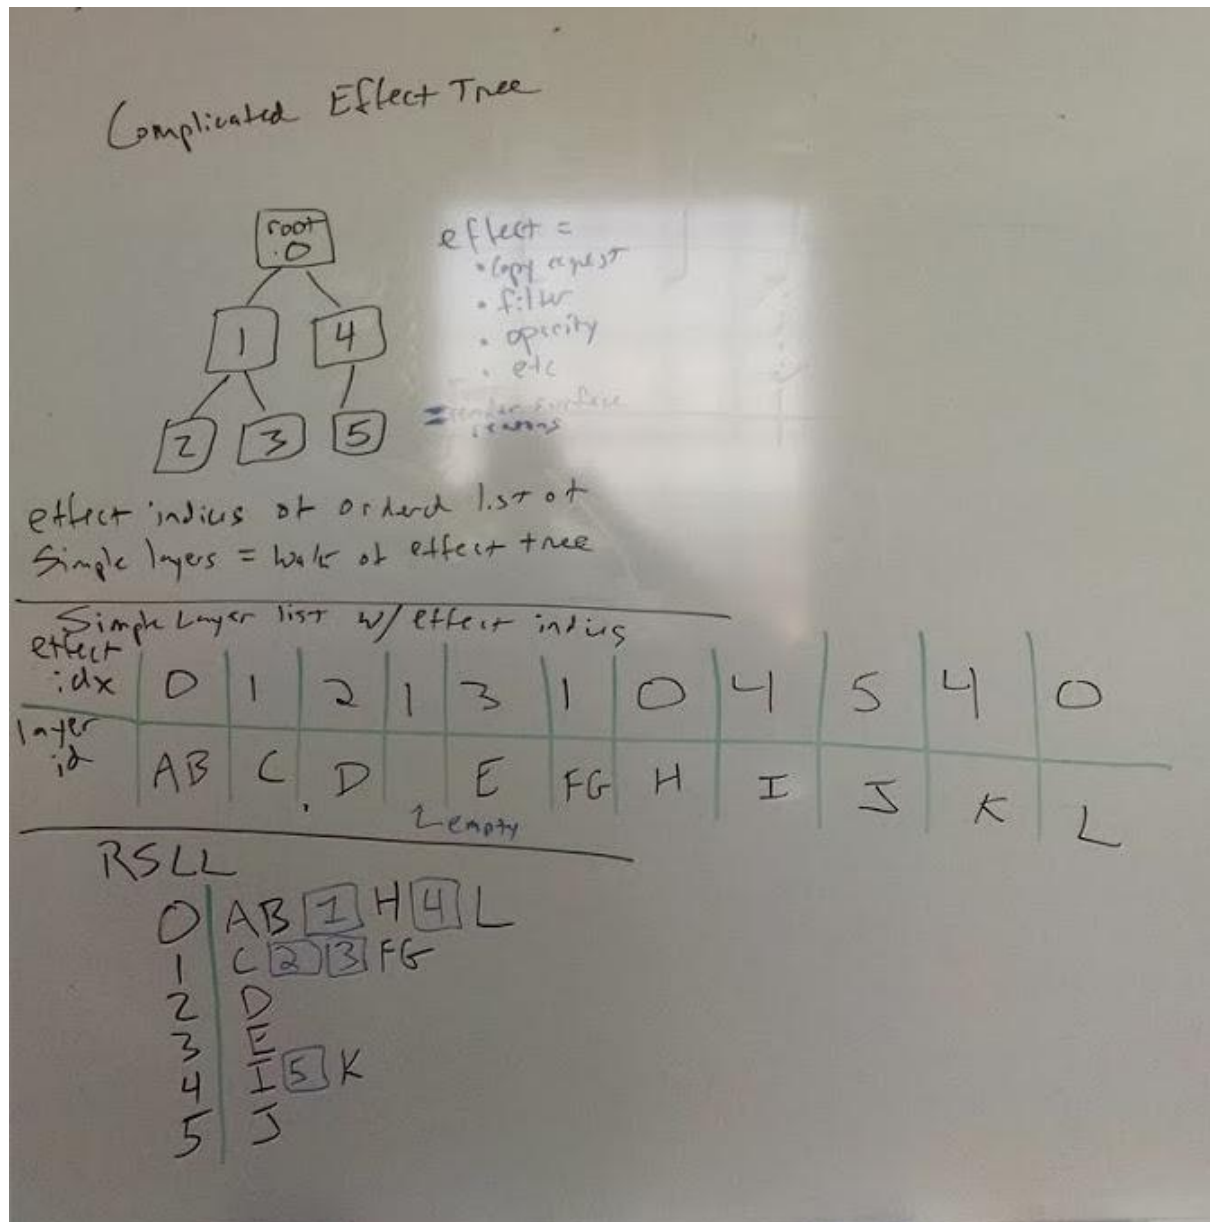 Complicated Effect Tree
root
0
1 4
2 3 5
effect =
• copy request
• filter
• opacity
• etc
= render surface
reasons
effect indices of ordered list of
Simple layers = walk of effect tree
Simple Layer list w/ effect indices
effect
idx 0 1 2 1 3 1 0 4 5 4 0
layer
id AB C D E FG H I J K L
empty
RSLL
0 AB 1 H 4 L
1 C 2 3 FG
2 D
3 E
4 I 5 K
5 J